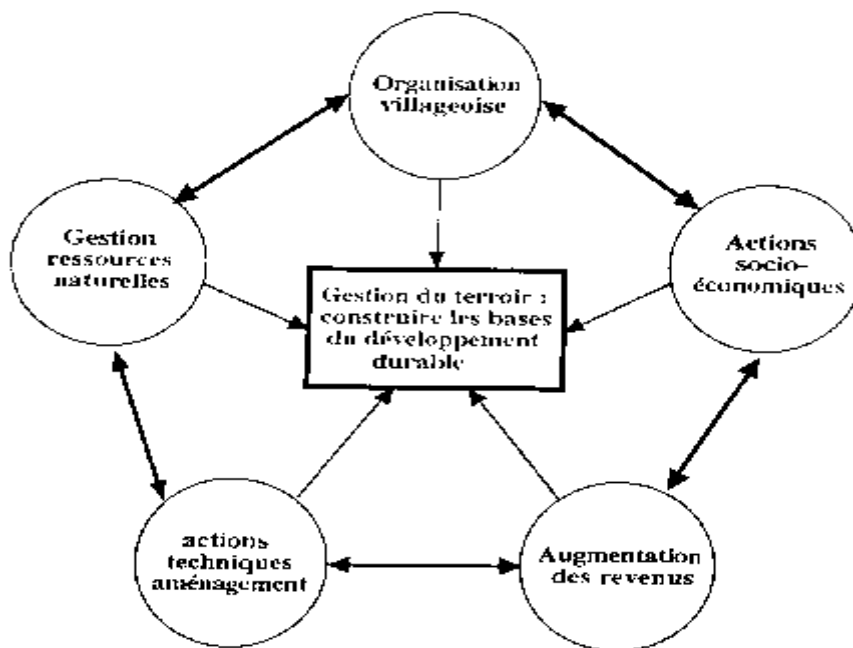 Organisation
villageoise
Gestion
ressources
naturelles
Actions
socio-
économiques
Gestion du terroir :
construire les bases
du développement
durable
actions
techniques
aménagement
Augmentation
des revenus